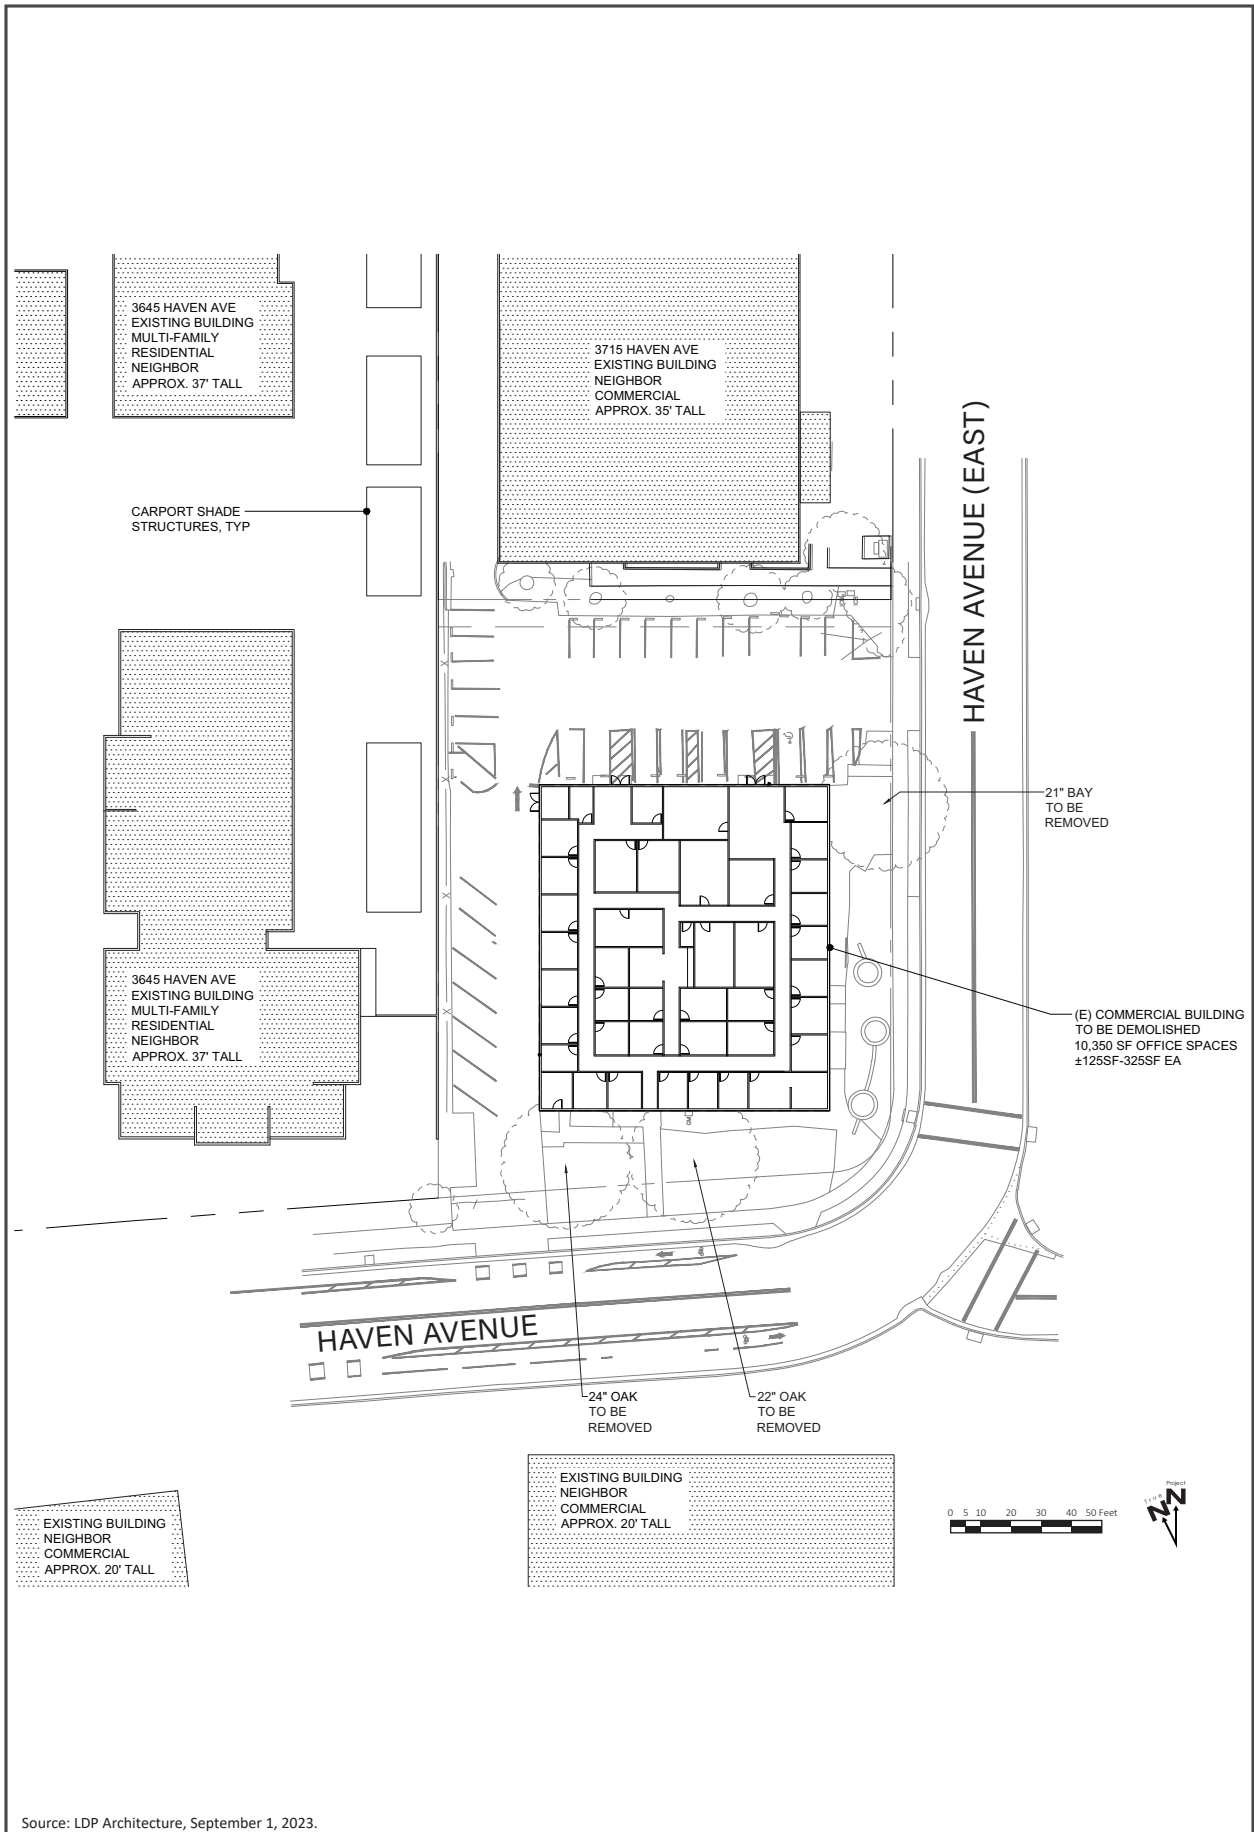 3645 HAVEN AVE
EXISTING BUILDING
MULTI-FAMILY
RESIDENTIAL
NEIGHBOR
APPROX. 37' TALL
3715 HAVEN AVE
EXISTING BUILDING
NEIGHBOR
COMMERCIAL
APPROX. 35' TALL
HAVEN AVENUE (EAST)
CARPORT SHADE
STRUCTURES, TYP
21" BAY
TO BE
REMOVED
3645 HAVEN AVE
EXISTING BUILDING
MULTI-FAMILY
RESIDENTIAL
NEIGHBOR
APPROX. 37' TALL
(E) COMMERCIAL BUILDING
TO BE DEMOLISHED
10,350 SF OFFICE SPACES
±125SF-325SF EA
HAVEN AVENUE
24" OAK
TO BE
REMOVED
22" OAK
TO BE
REMOVED
EXISTING BUILDING
NEIGHBOR
COMMERCIAL
APPROX. 20' TALL
EXISTING BUILDING
NEIGHBOR
COMMERCIAL
APPROX. 20' TALL
0 5 10 20 30 40 50 Feet
True
N
Project
N
Source: LDP Architecture, September 1, 2023.